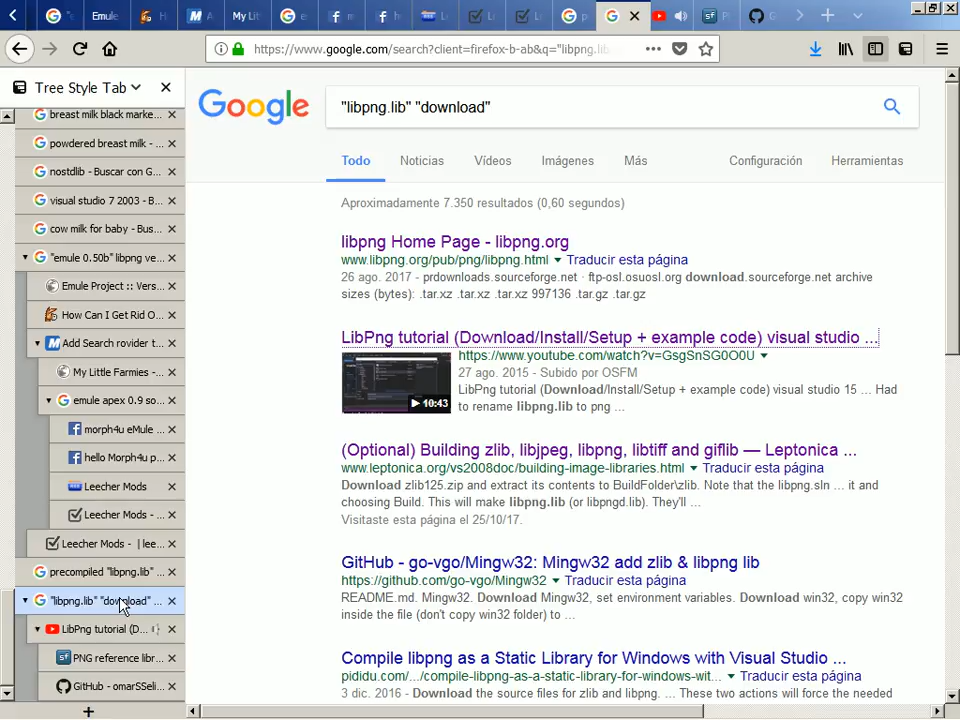 Emule
A
My Lit
P
https://www.google.com/search?client=firefox-b-ab&q="libpng.lib
Tree Style Tab
breast milk black marke...
powdered breast milk - ...
nostdlib - Buscar con G...
visual studio 7 2003 - B...
cow milk for baby - Bus...
"emule 0.50b" libpng ve...
Emule Project :: Vers...
How Can I Get Rid O...
Add Search rovider t...
My Little Farmies -...
emule apex 0.9 so...
morph4u eMule ...
hello Morph4u p...
Leecher Mods
Leecher Mods - ...
Leecher Mods - | lee...
precompiled "libpng.lib" ...
"libpng.lib" "download" ...
LibPng tutorial (D...
PNG reference libr...
GitHub - omarSSeli...
Google
"libpng.lib" "download"
Todo Noticias Vídeos Imágenes Más Configuración Herramientas
Aproximadamente 7.350 resultados (0,60 segundos)
libpng Home Page - libpng.org
www.libpng.org/pub/png/libpng.html Traducir esta página
26 ago. 2017 - prdownloads.sourceforge.net · ftp-osl.osuosl.org download.sourceforge.net archive
sizes (bytes): .tar.xz .tar.xz 997136 .tar.gz .tar.gz
LibPng tutorial (Download/Install/Setup + example code) visual studio ...
https://www.youtube.com/watch?v=GsgSnSG0O0U
27 ago. 2015 - Subido por OSFM
LibPng tutorial (Download/Install/Setup + example code) visual studio 15 ... Had
to rename libpng.lib to png ...
10:43
(Optional) Building zlib, libjpeg, libpng, libtiff and giflib — Leptonica ...
www.leptonica.org/vs2008doc/building-image-libraries.html Traducir esta página
Download zlib125.zip and extract its contents to BuildFolder\zlib. Note that the libpng.sln ... it and
choosing Build. This will make libpng.lib (or libpngd.lib). They'll ...
Visitaste esta página el 25/10/17.
GitHub - go-vgo/Mingw32: Mingw32 add zlib & libpng lib
https://github.com/go-vgo/Mingw32 Traducir esta página
README.md. Mingw32. Download Mingw32, set environment variables. Download win32, copy win32
inside the file (don't copy win32 folder) to ...
Compile libpng as a Static Library for Windows with Visual Studio ...
pididu.com/.../compile-libpng-as-a-static-library-for-windows-wit... Traducir esta página
3 dic. 2016 - Download the source files for zlib and libpng. ... These two actions will force the needed